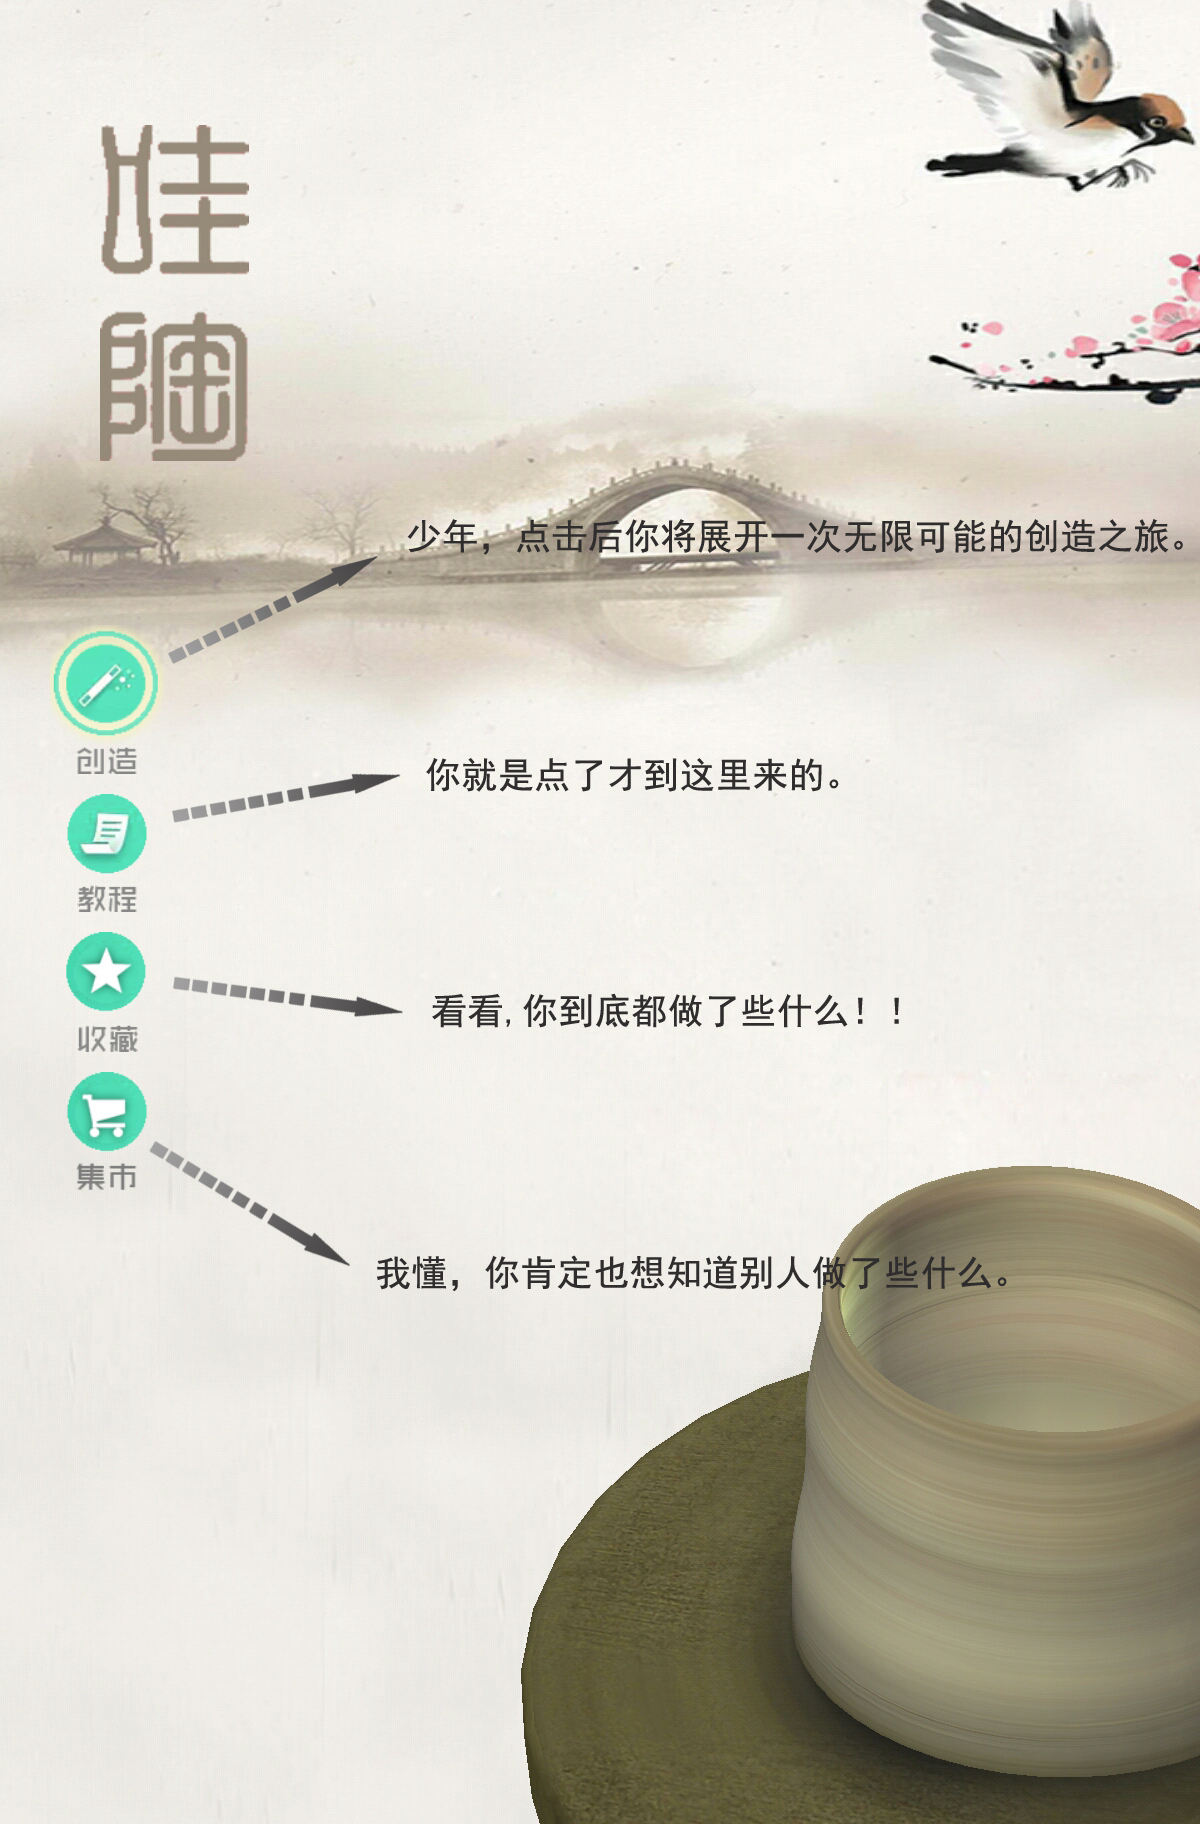 哇
陶
少年，点击后你将展开一次无限可能的创造之旅。
创造
你就是点了才到这里来的。
教程
看看,你到底都做了些什么！！
收藏
集市
我懂，你肯定也想知道别人做了些什么。